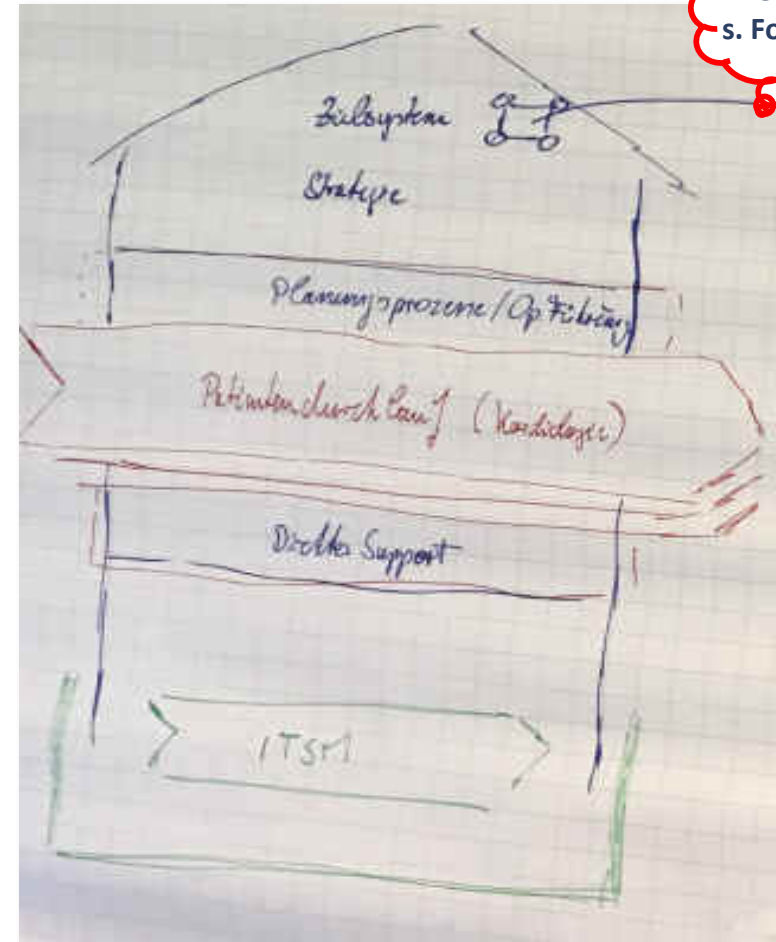 s. Fo
Zielsystem
Strategie
Planungsprozesse/Op Führung
Patientendurchlauf (Kardiologie)
Direkter Support
ITSM